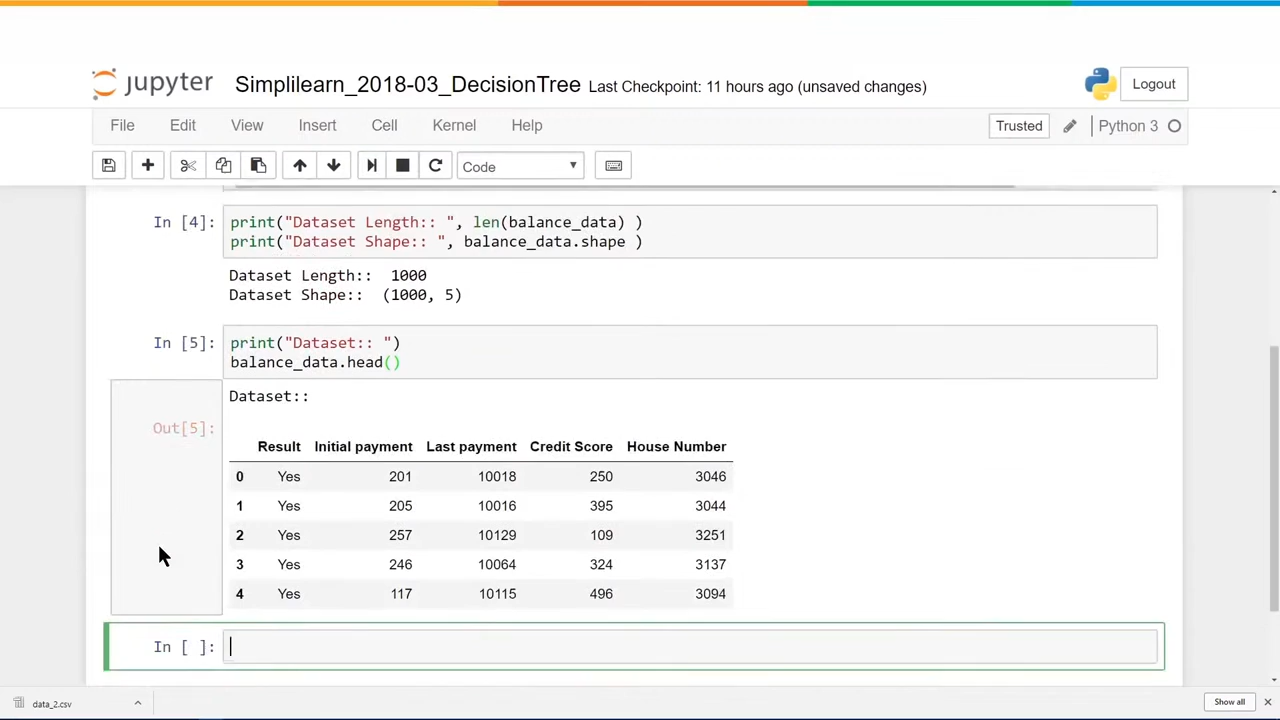 jupyter Simplilearn_2018-03_DecisionTree Last Checkpoint: 11 hours ago (unsaved changes) Logout
File Edit View Insert Cell Kernel Help Trusted Python 3
Code
In [4]: print("Dataset Length:: ", len(balance_data) )
print("Dataset Shape:: ", balance_data.shape )
Dataset Length:: 1000
Dataset Shape:: (1000, 5)
In [5]: print("Dataset:: ")
balance_data.head()
Dataset::
Out[5]:
Result Initial payment Last payment Credit Score House Number
0 Yes 201 10018 250 3046
1 Yes 205 10016 395 3044
2 Yes 257 10129 109 3251
3 Yes 246 10064 324 3137
4 Yes 117 10115 496 3094
In [ ]:
data_2.csv Show all